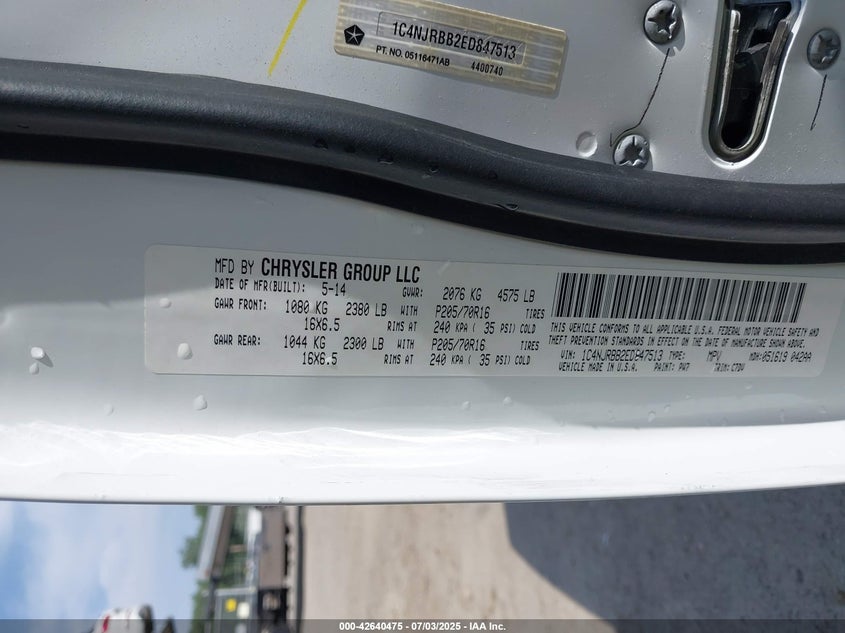 1C4NJRBB2ED847513
PT. NO. 05116471AB 4400740
MFD BY CHRYSLER GROUP LLC
DATE OF MFR(BUILT): 5-14 GVWR: 2076 KG 4575 LB
GAWR FRONT: 1080 KG 2380 LB WITH P205/70R16 TIRES
16X6.5 RIMS AT 240 KPA ( 35 PSI) COLD
GAWR REAR: 1044 KG 2300 LB WITH P205/70R16 TIRES
16X6.5 RIMS AT 240 KPA ( 35 PSI) COLD
THIS VEHICLE CONFORMS TO ALL APPLICABLE U.S.A. FEDERAL MOTOR VEHICLE SAFETY AND
THEFT PREVENTION STANDARDS IN EFFECT ON THE DATE OF MANUFACTURE SHOWN ABOVE.
VIN: 1C4NJRBB2ED847513 TYPE: MPV MDH: 051619 042AA
VEHICLE MADE IN U.S.A. PAINT: PW7 TRIM: C7DV
000-42640475 - 07/03/2025 - IAA Inc.